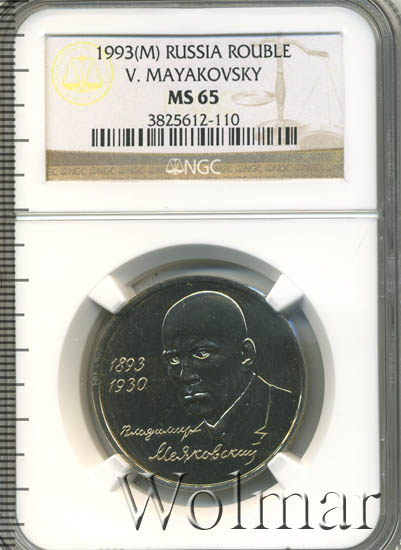 1993(M) RUSSIA ROUBLE
V. MAYAKOVSKY
MS 65
3825612-110
NGC
1893
1930
Владимир
Маяковский
Wolmar